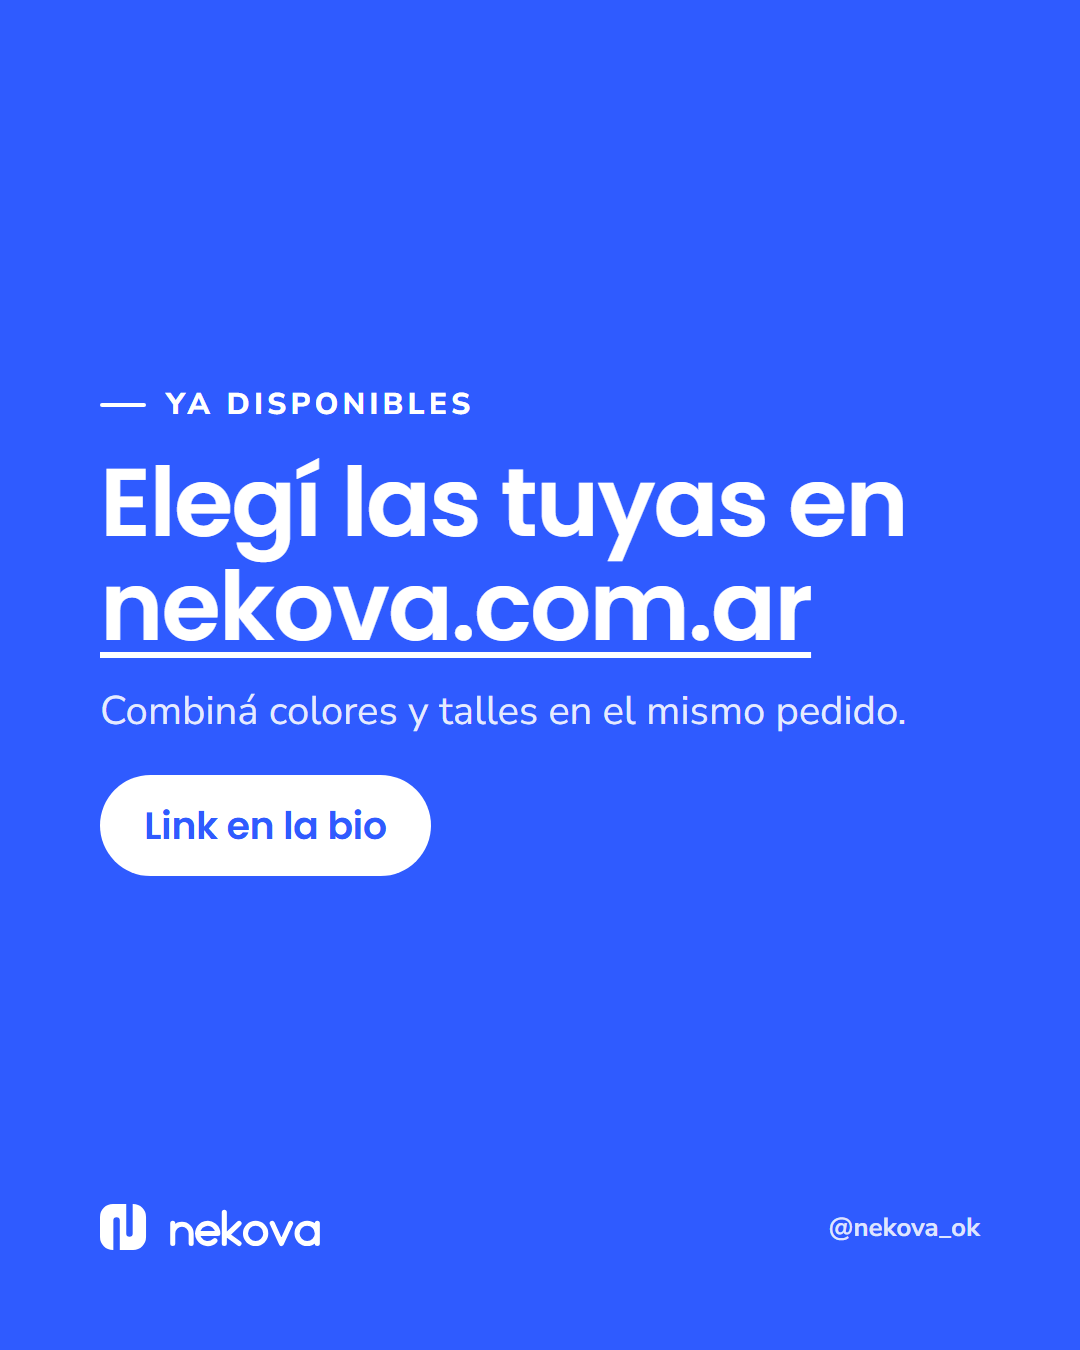 YA DISPONIBLES
Elegí las tuyas en
nekova.com.ar
Combiná colores y talles en el mismo pedido.
Link en la bio
nekova
@nekova_ok